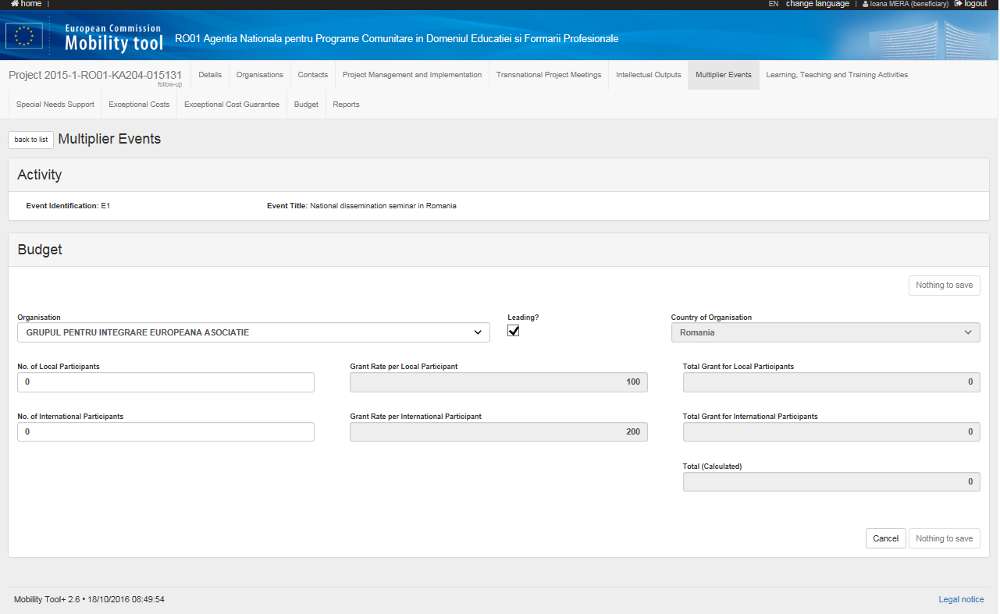 home |
EN change language | Ioana MERA (beneficiary) logout
European Commission
Mobility tool
RO01 Agentia Nationala pentru Programe Comunitare in Domeniul Educatiei si Formarii Profesionale
Project 2015-1-RO01-KA204-015131
follow-up
Details Organisations Contacts Project Management and Implementation Transnational Project Meetings Intellectual Outputs Multiplier Events Learning, Teaching and Training Activities
Special Needs Support Exceptional Costs Exceptional Cost Guarantee Budget Reports
back to list Multiplier Events
Activity
Event Identification: E1 Event Title: National dissemination seminar in Romania
Budget
Nothing to save
Organisation Leading? Country of Organisation
GRUPUL PENTRU INTEGRARE EUROPEANA ASOCIATIE Romania
No. of Local Participants Grant Rate per Local Participant Total Grant for Local Participants
0 100 0
No. of International Participants Grant Rate per International Participant Total Grant for International Participants
0 200 0
Total (Calculated)
0
Cancel Nothing to save
Mobility Tool+ 2.6 • 18/10/2016 08:49:54 Legal notice